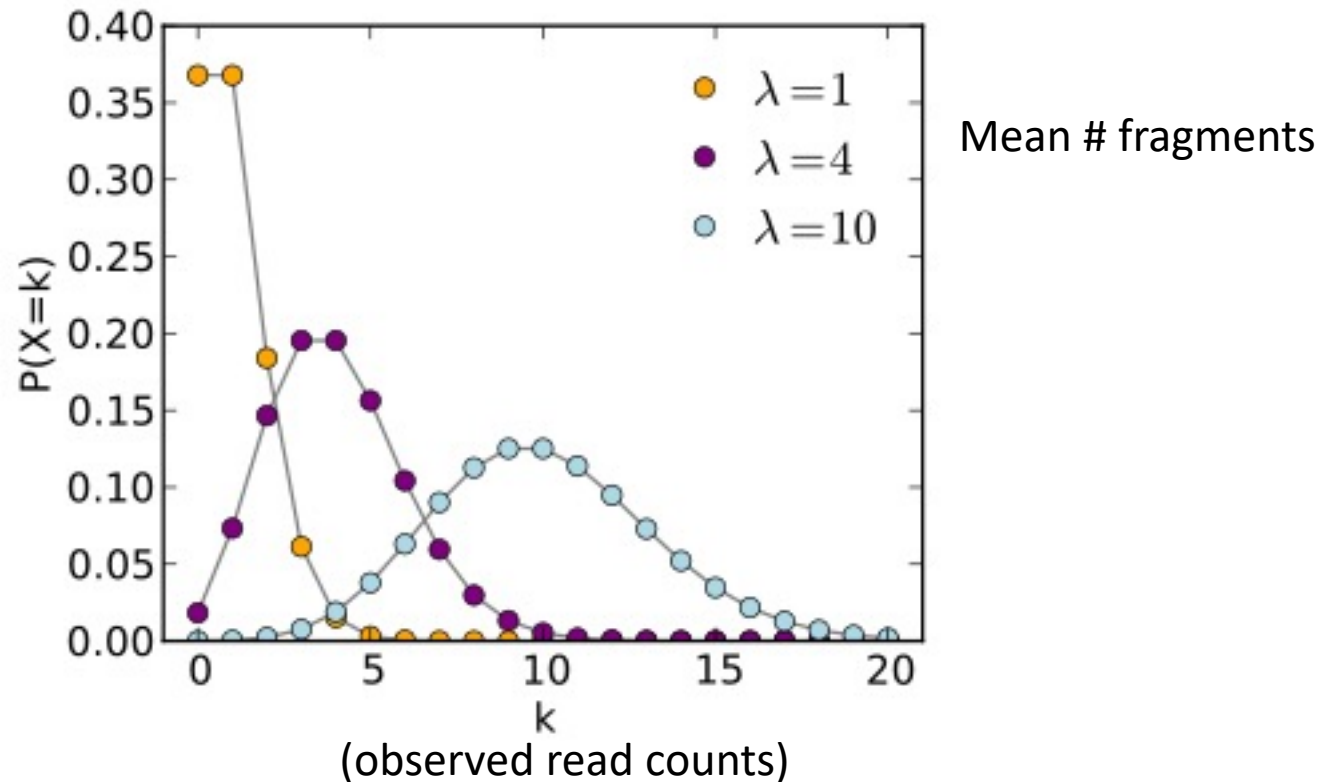 0.40
0.35
0.30
0.25
0.20
0.15
0.10
0.05
0.00
P(X=k)
λ=1
λ=4
λ=10
Mean # fragments
0 5 10 15 20
k
(observed read counts)